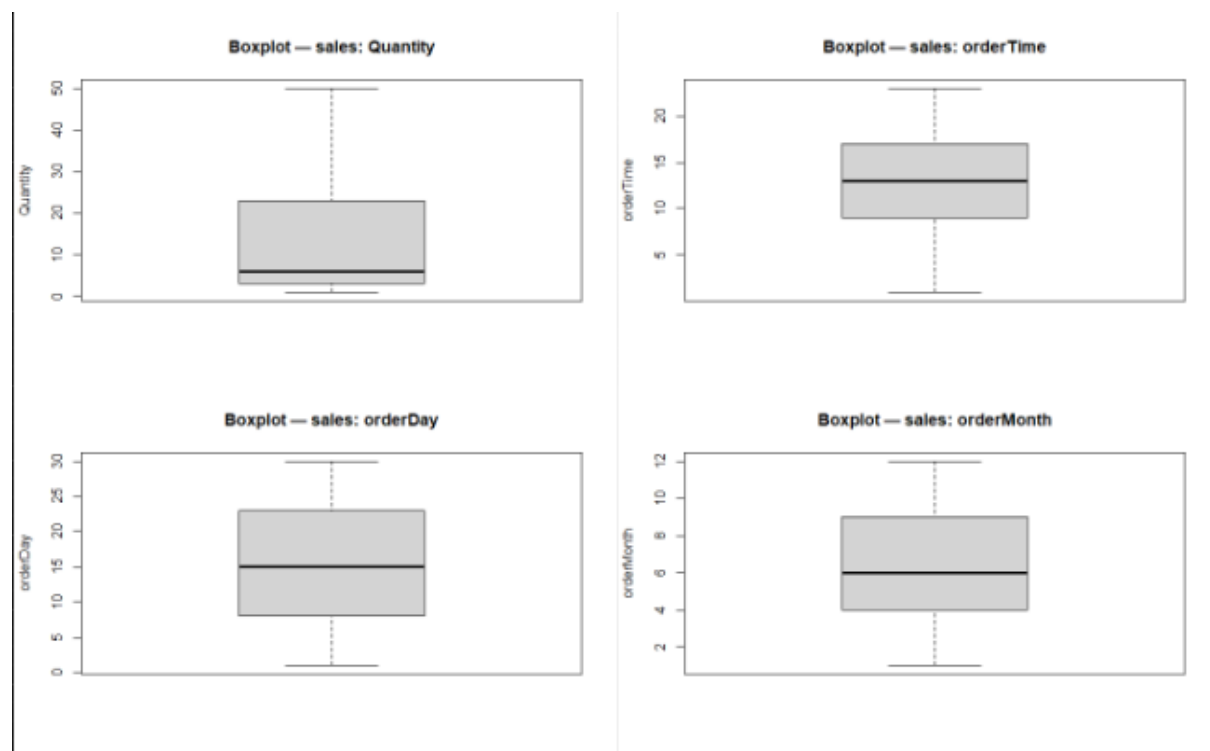 Boxplot — sales: Quantity
Quantity
50
40
30
20
10
0
Boxplot — sales: orderTime
orderTime
20
15
10
5
Boxplot — sales: orderDay
orderDay
30
25
20
15
10
5
0
Boxplot — sales: orderMonth
orderMonth
12
10
8
6
4
2